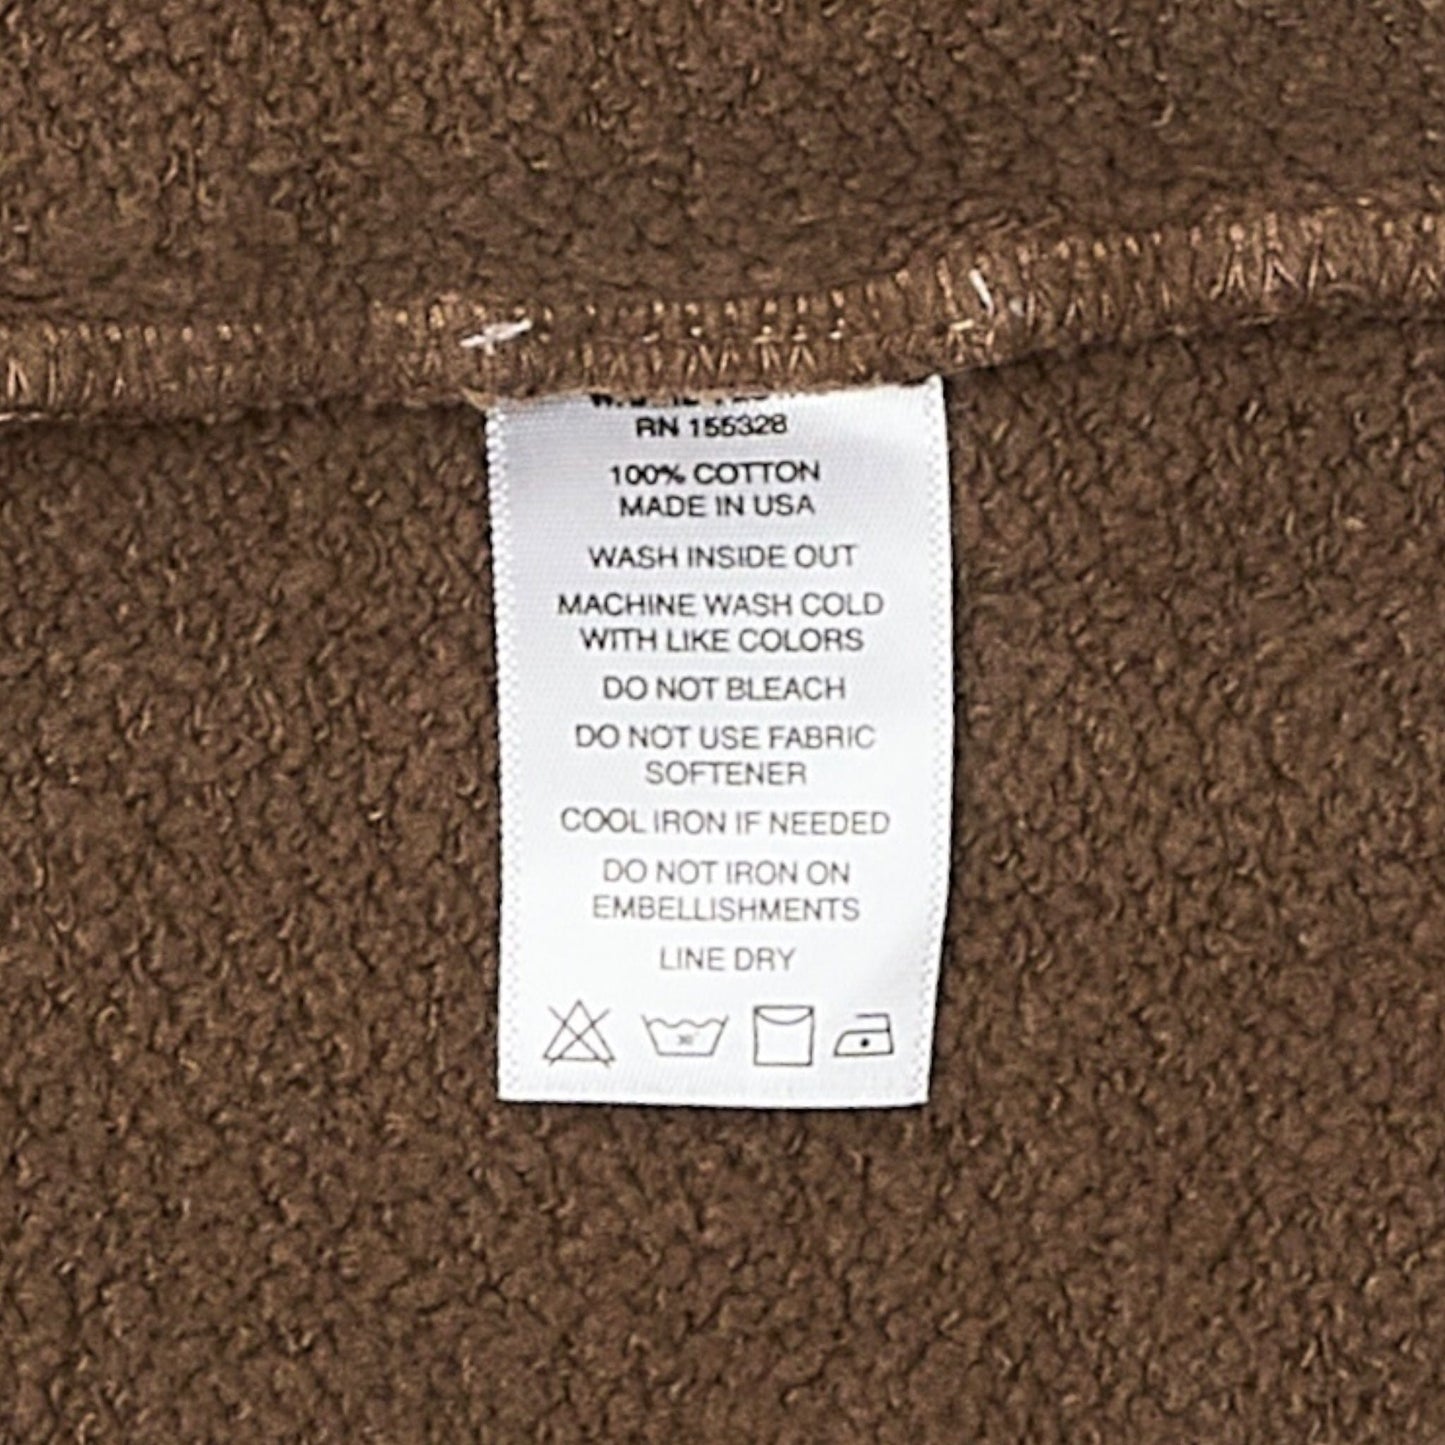 RN 155328
100% COTTON
MADE IN USA
WASH INSIDE OUT
MACHINE WASH COLD
WITH LIKE COLORS
DO NOT BLEACH
DO NOT USE FABRIC
SOFTENER
COOL IRON IF NEEDED
DO NOT IRON ON
EMBELLISHMENTS
LINE DRY
30°